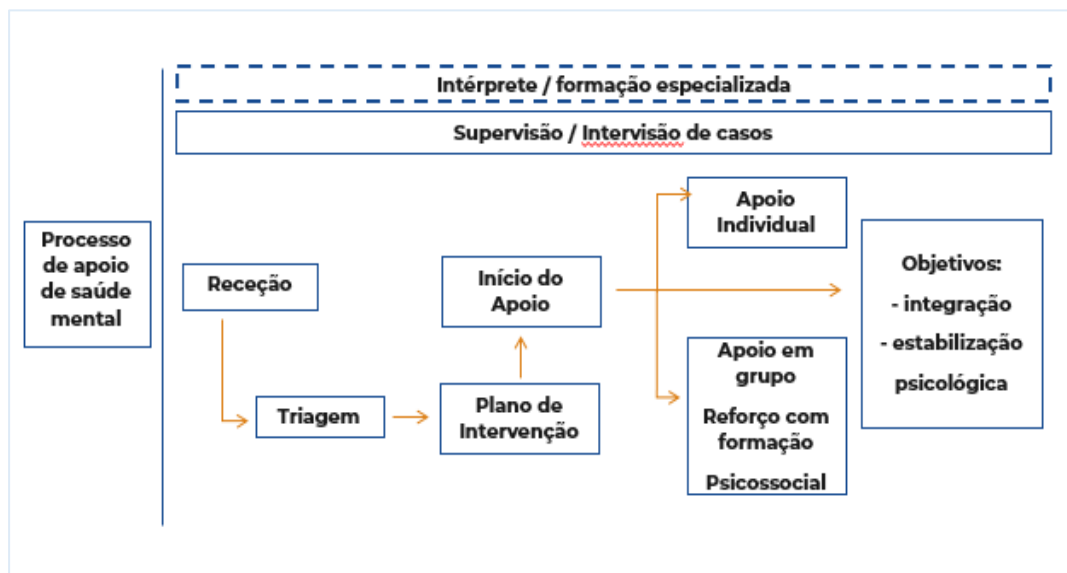 Intérprete / formação especializada
Supervisão / Intervisão de casos
Processo
de apoio
de saúde
mental
Receção
Triagem
Início do
Apoio
Plano de
Intervenção
Apoio
Individual
Apoio em
grupo
Reforço com
formação
Psicossocial
Objetivos:
- integração
- estabilização
psicológica